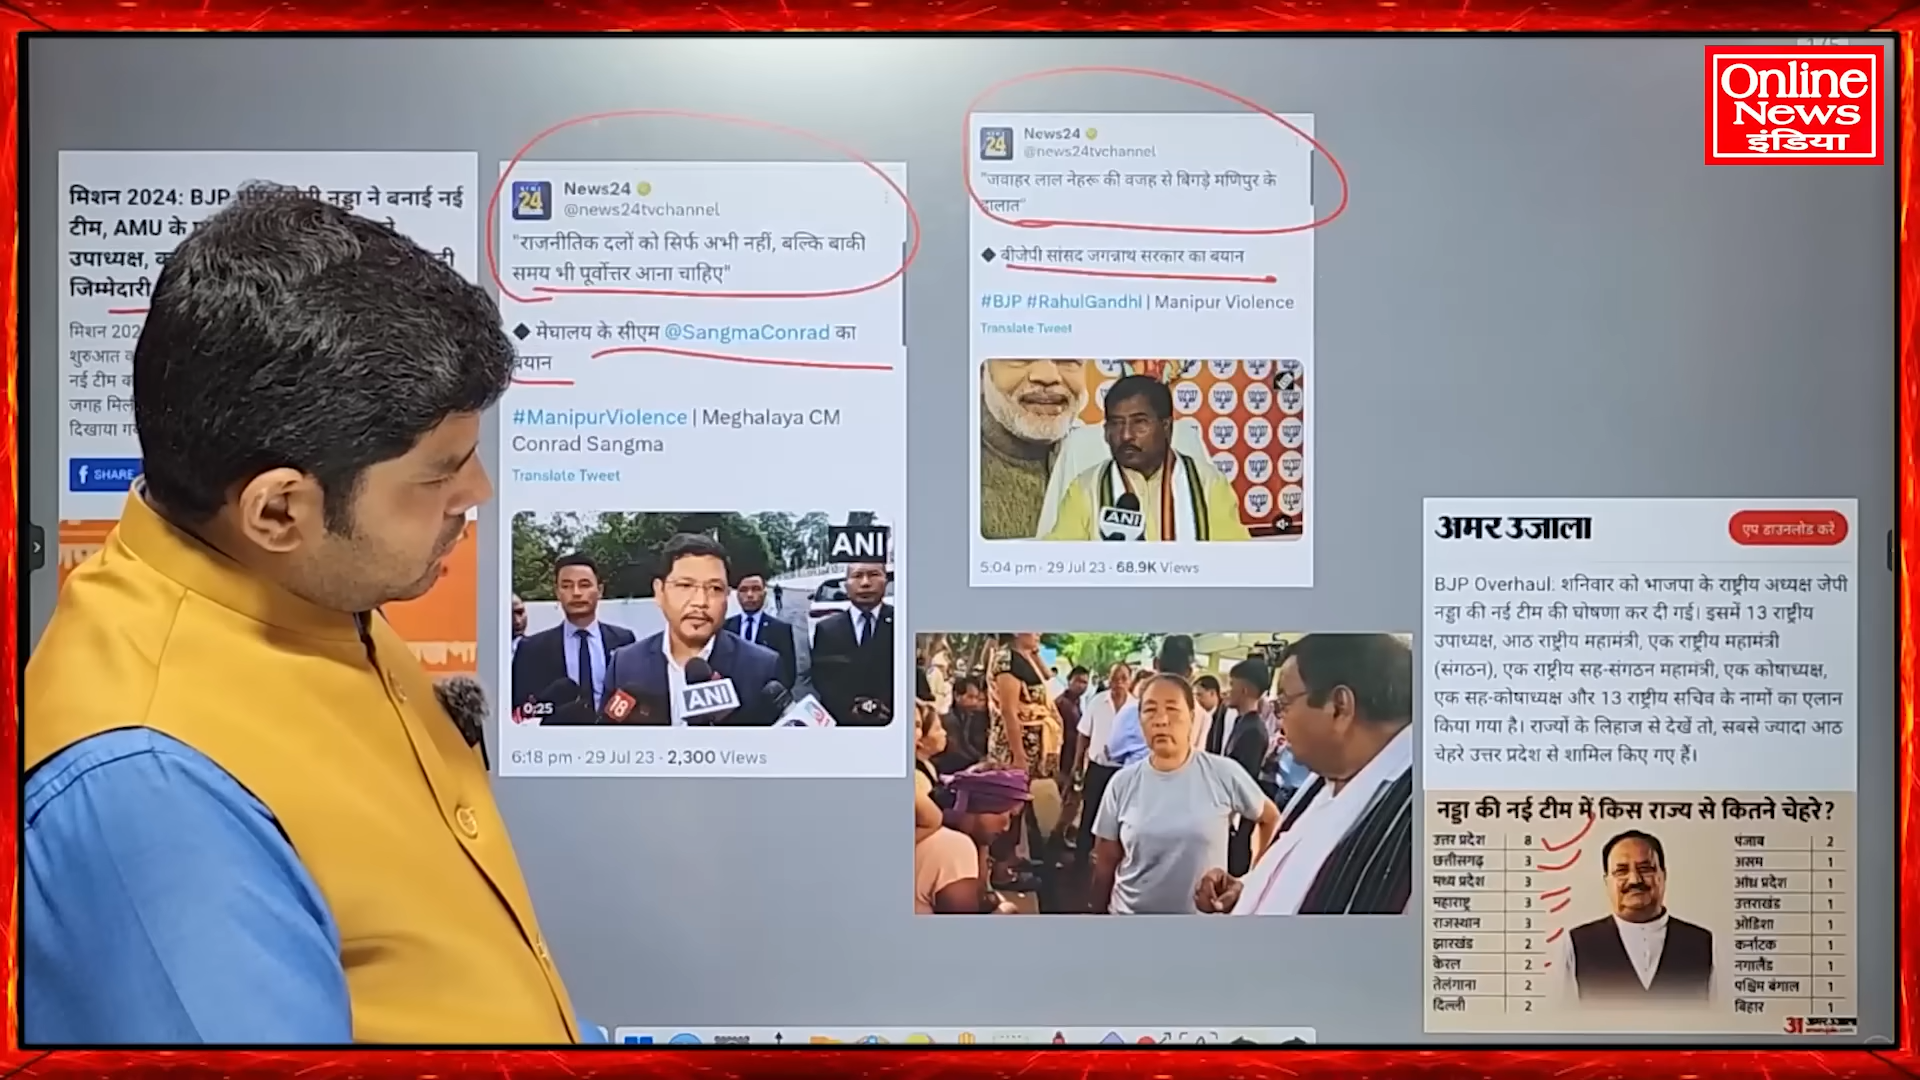 Online
News
इंडिया
मिशन 2024: BJP नड्डा ने बनाई नई
टीम, AMU के
उपाध्यक्ष,
जिम्मेदारी
मिशन 202
शुरुआत
नई टीम
जगह मिल
दिखाया
f SHARE
24
News24
@news24tvchannel
"राजनीतिक दलों को सिर्फ अभी नहीं, बल्कि बाकी
समय भी पूर्वोत्तर आना चाहिए"
◆ मेघालय के सीएम @SangmaConrad का
बयान
#ManipurViolence | Meghalaya CM
Conrad Sangma
Translate Tweet
ANI
18
ANI
0:25
6:18 pm · 29 Jul 23 · 2,300 Views
24
News24
@news24tvchannel
"जवाहर लाल नेहरू की वजह से बिगड़े मणिपुर के
हालात"
◆ बीजेपी सांसद जगन्नाथ सरकार का बयान
#BJP #RahulGandhI | Manipur Violence
Translate Tweet
ANI
5:04 pm · 29 Jul 23 · 68.9K Views
अमर उजाला
एप डाउनलोड करें
BJP Overhaul: शनिवार को भाजपा के राष्ट्रीय अध्यक्ष जेपी
नड्डा की नई टीम की घोषणा कर दी गई। इसमें 13 राष्ट्रीय
उपाध्यक्ष, आठ राष्ट्रीय महामंत्री, एक राष्ट्रीय महामंत्री
(संगठन), एक राष्ट्रीय सह-संगठन महामंत्री, एक कोषाध्यक्ष,
एक सह-कोषाध्यक्ष और 13 राष्ट्रीय सचिव के नामों का एलान
किया गया है। राज्यों के लिहाज से देखें तो, सबसे ज्यादा आठ
चेहरे उत्तर प्रदेश से शामिल किए गए हैं।
नड्डा की नई टीम में किस राज्य से कितने चेहरे?
उत्तर प्रदेश 8
छत्तीसगढ़ 3
मध्य प्रदेश 3
महाराष्ट्र 3
राजस्थान 3
झारखंड 2
केरल 2
तेलंगाना 2
दिल्ली 2
पंजाब 2
असम 1
आंध्र प्रदेश 1
उत्तराखंड 1
ओडिशा 1
कर्नाटक 1
नगालैंड 1
पश्चिम बंगाल 1
बिहार 1